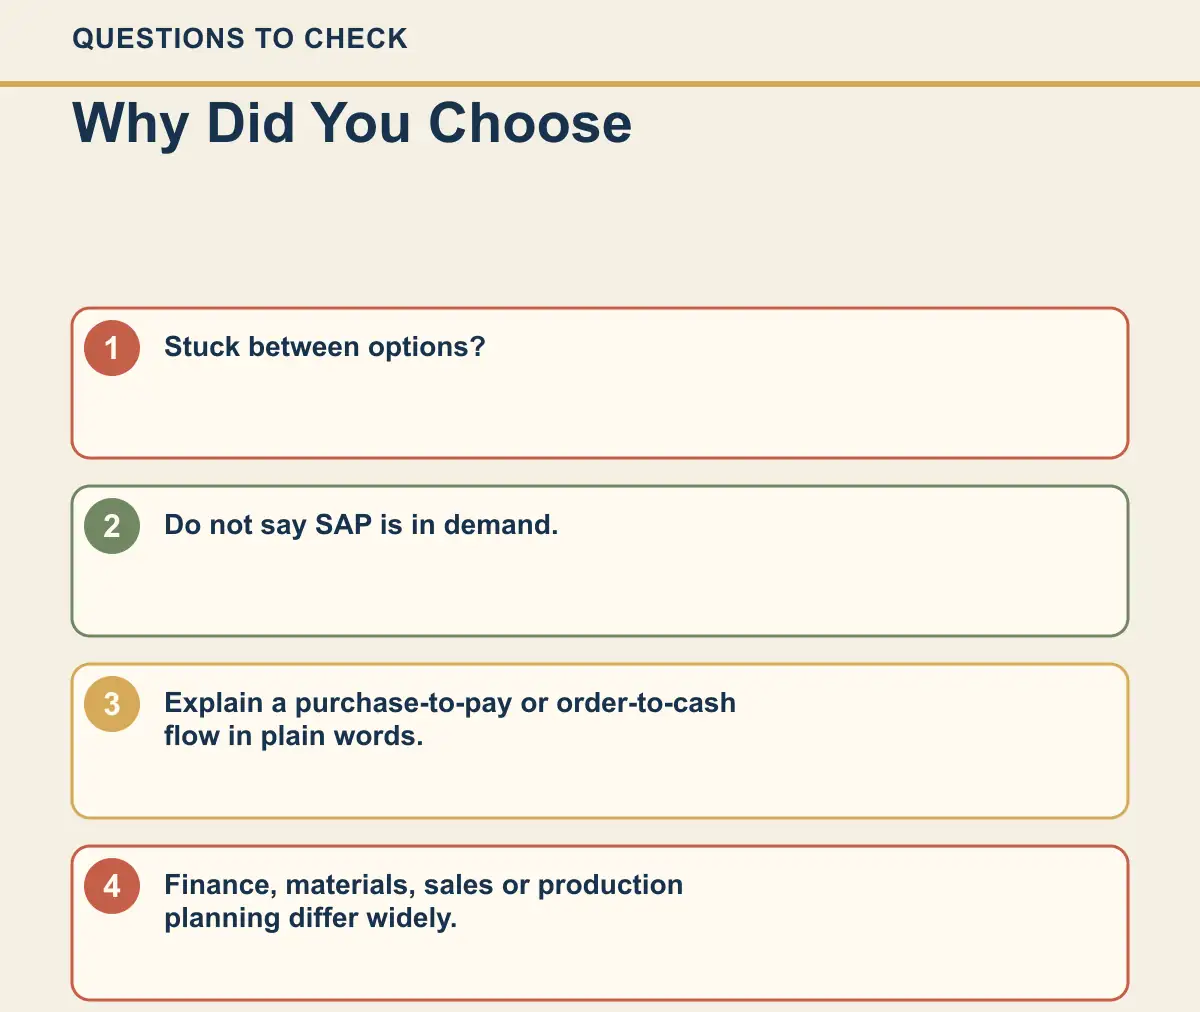 QUESTIONS TO CHECK
Why Did You Choose
1
Stuck between options?
2
Do not say SAP is in demand.
3
Explain a purchase-to-pay or order-to-cash
flow in plain words.
4
Finance, materials, sales or production
planning differ widely.